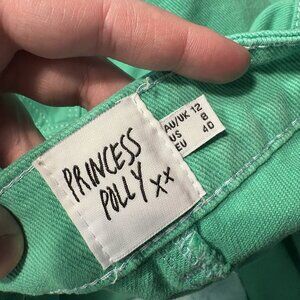 PRINCESS
POLLY xx
AU/UK 12
US 8
EU 40